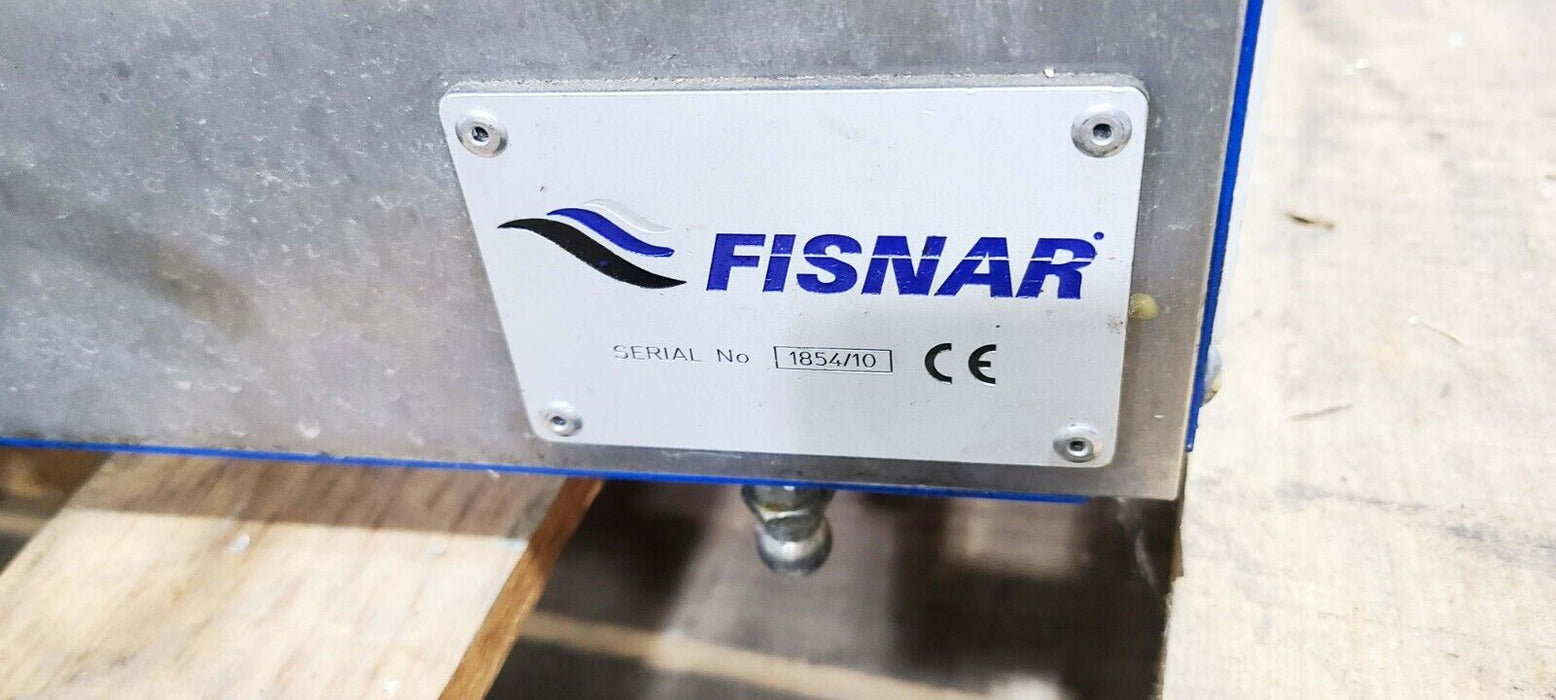 FISNAR
SERIAL No 1854/10 CE